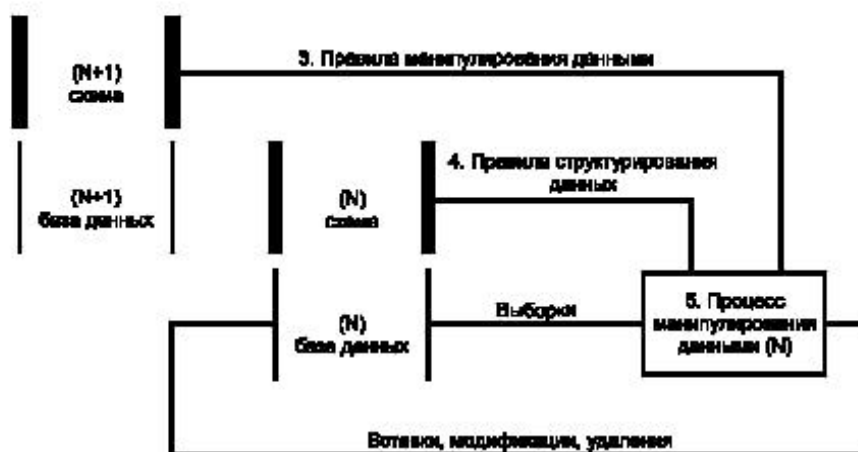 3. Правила манипулирования данными
(N+1)
схема
4. Правила структурирования
данных
(N+1)
база данных
(N)
схема
Выборки
5. Процесс
манипулирования
данными (N)
(N)
база данных
Вставки, модификации, удаления